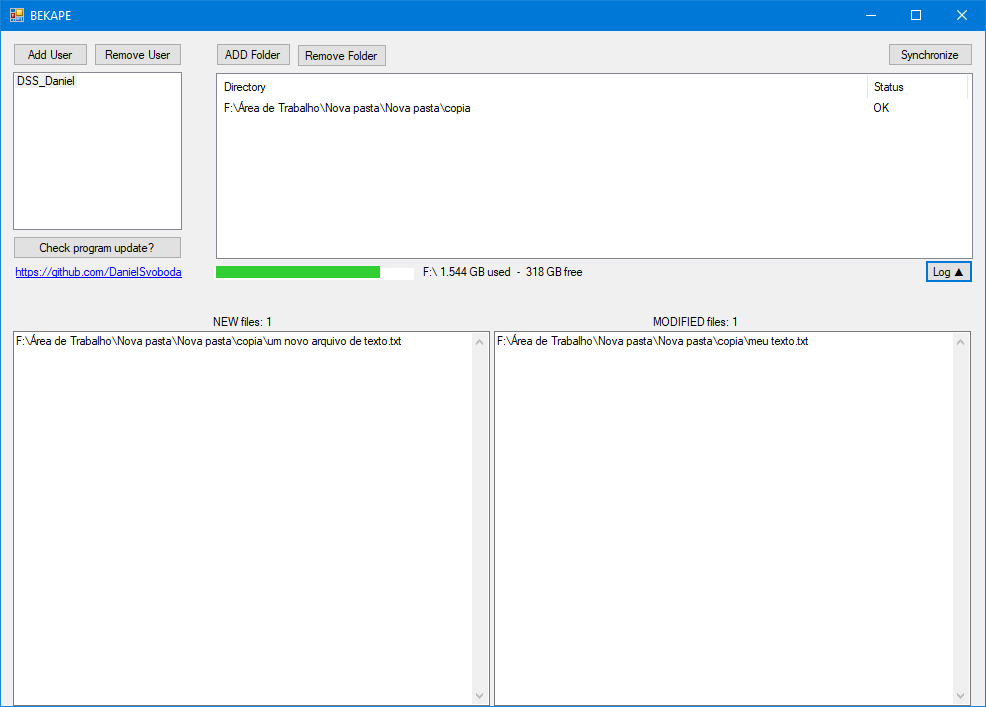 BEKAPE
Add User Remove User ADD Folder Remove Folder Synchronize
DSS_Daniel
Directory Status
F:\Área de Trabalho\Nova pasta\Nova pasta\copia OK
Check program update?
https://github.com/DanielSvoboda F:\ 1.544 GB used - 318 GB free Log ▲
NEW files: 1 MODIFIED files: 1
F:\Área de Trabalho\Nova pasta\Nova pasta\copia\um novo arquivo de texto.txt F:\Área de Trabalho\Nova pasta\Nova pasta\copia\meu texto.txt